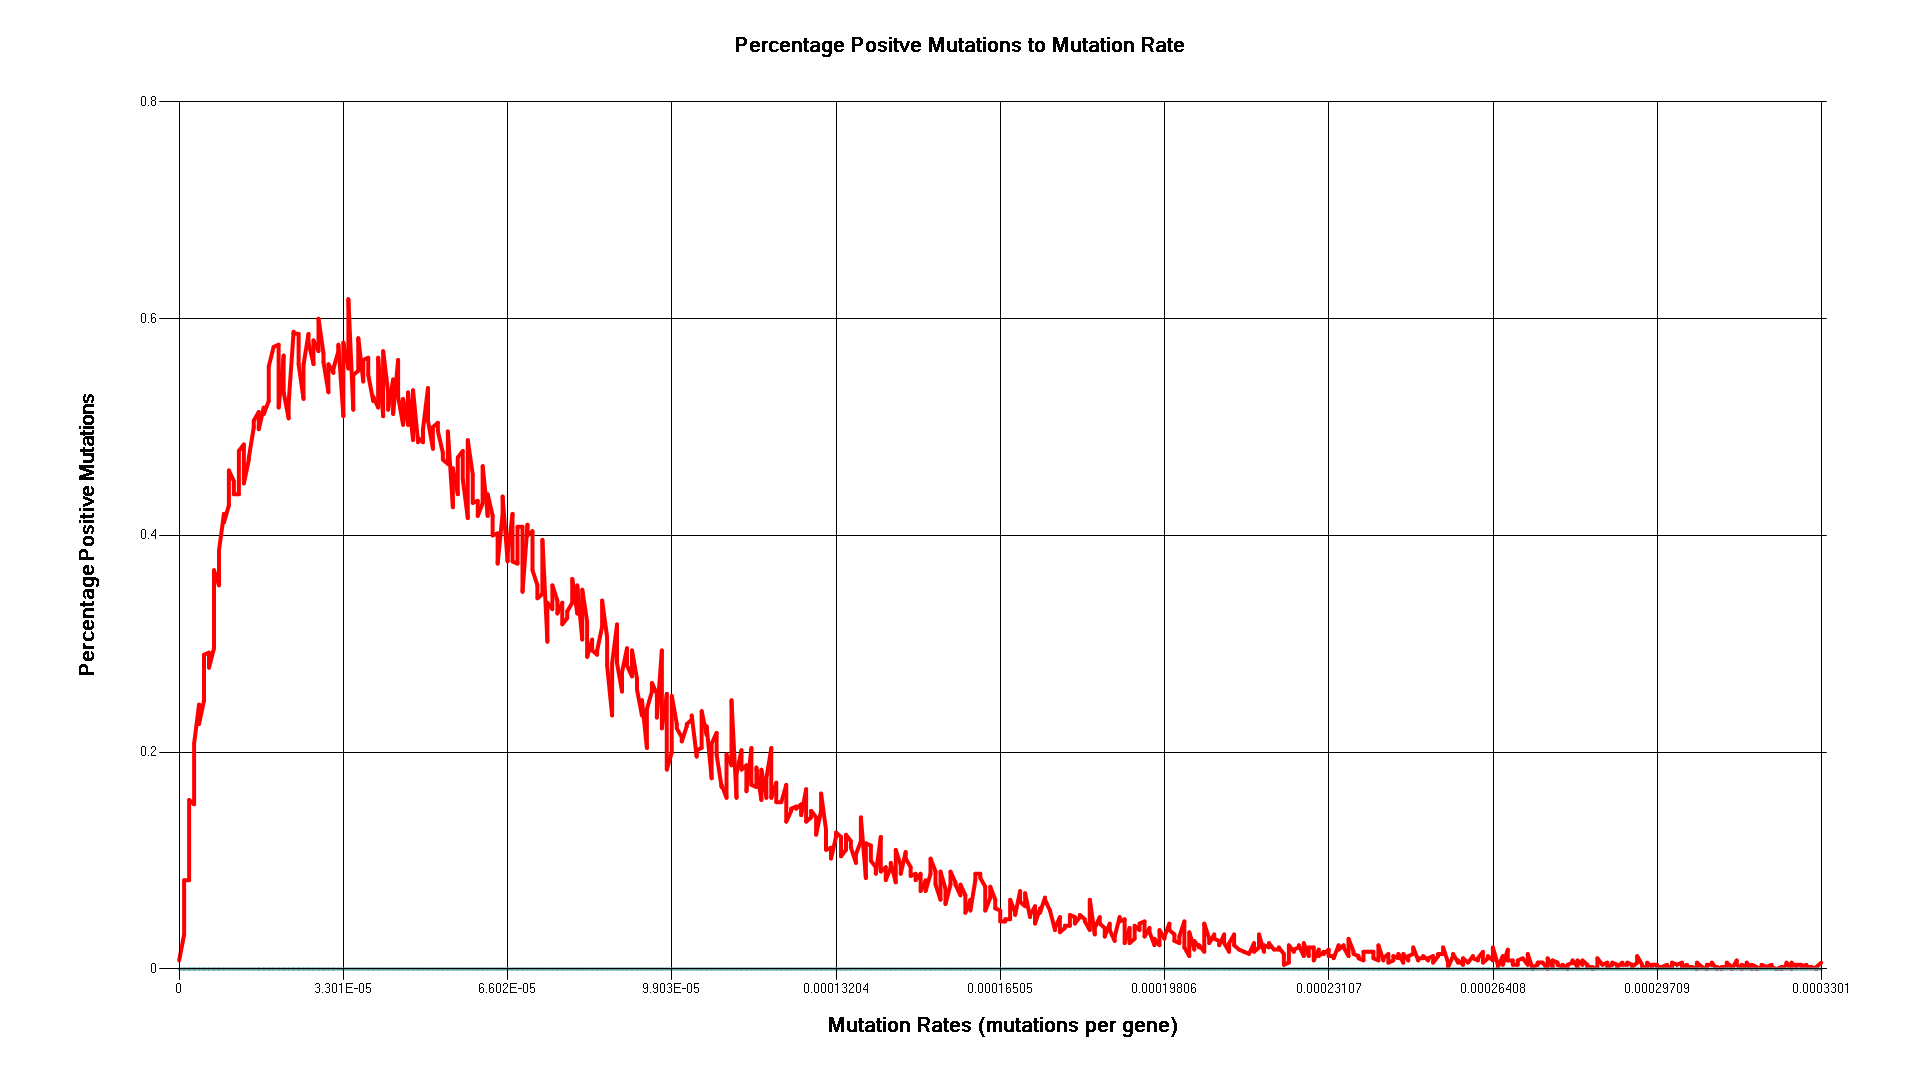 Percentage Positve Mutations to Mutation Rate
0.8
0.6
0.4
0.2
0
Percentage Positive Mutations
0 3.301E-05 6.602E-05 9.903E-05 0.00013204 0.00016505 0.00019806 0.00023107 0.00026408 0.00029709 0.0003301
Mutation Rates (mutations per gene)